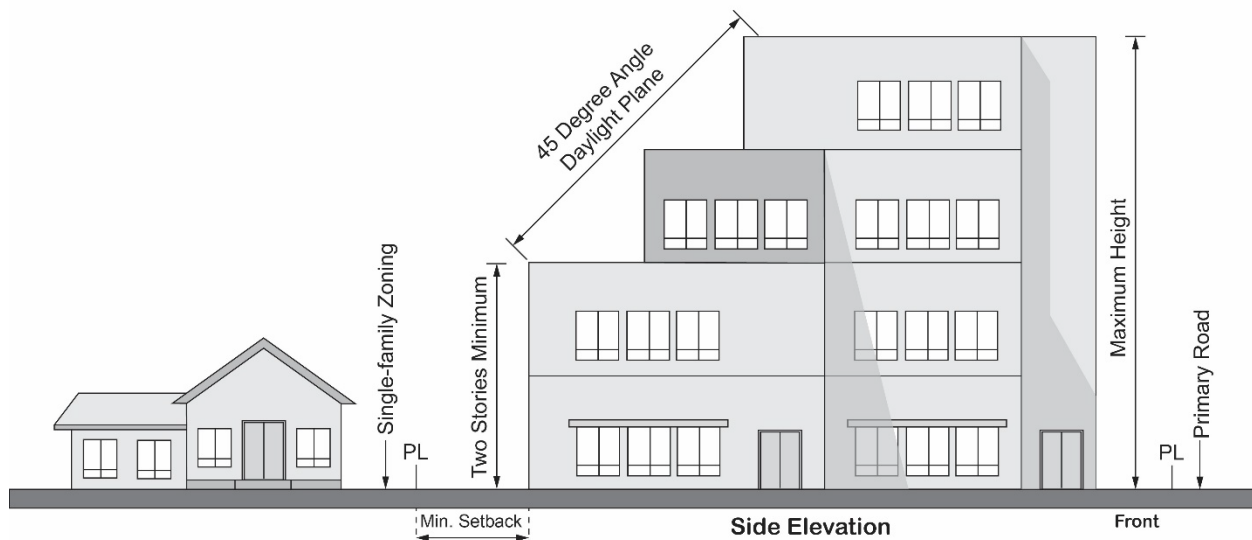 45 Degree Angle
Daylight Plane
Single-family Zoning
PL
Two Stories Minimum
Maximum Height
PL
Primary Road
Min. Setback
Side Elevation
Front